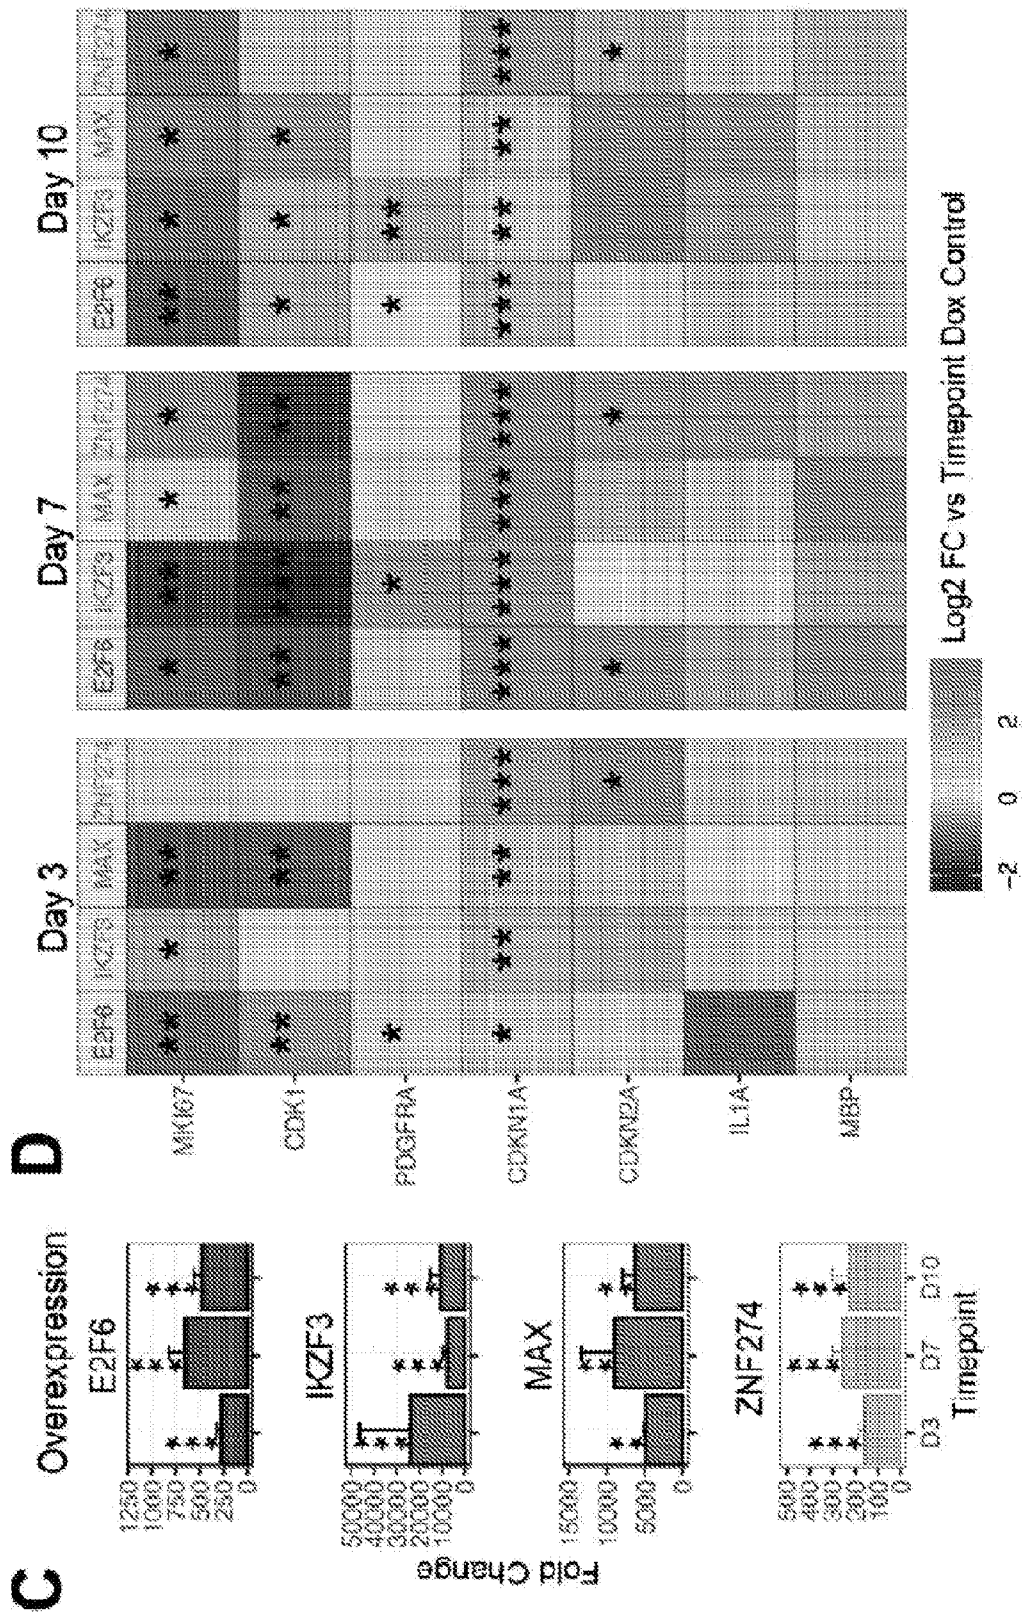 C
Overexpression
E2F6
1250
1000
750
500
250
0
***
***
***
IKZF3
50000
40000
30000
20000
10000
0
***
***
***
MAX
15000
10000
5000
0
**
**
**
ZNF274
500
400
300
200
100
0
***
***
***
D3 D7 D10
Timepoint
Fold Change
D
Day 3 Day 7 Day 10
E2F6 IKZF3 MAX ZNF274 E2F6 IKZF3 MAX ZNF274 E2F6 IKZF3 MAX ZNF274
MKI67 ** * ** * ** * * ** * * *
CDK1 ** ** ** *** ** ** * * *
PDGFRA * * * **
CDKN1A * ** ** *** *** *** *** *** *** ** ** ***
CDKN2A * * * *
IL1A
MBP
-2 0 2
Log2 FC vs Timepoint Dox Control